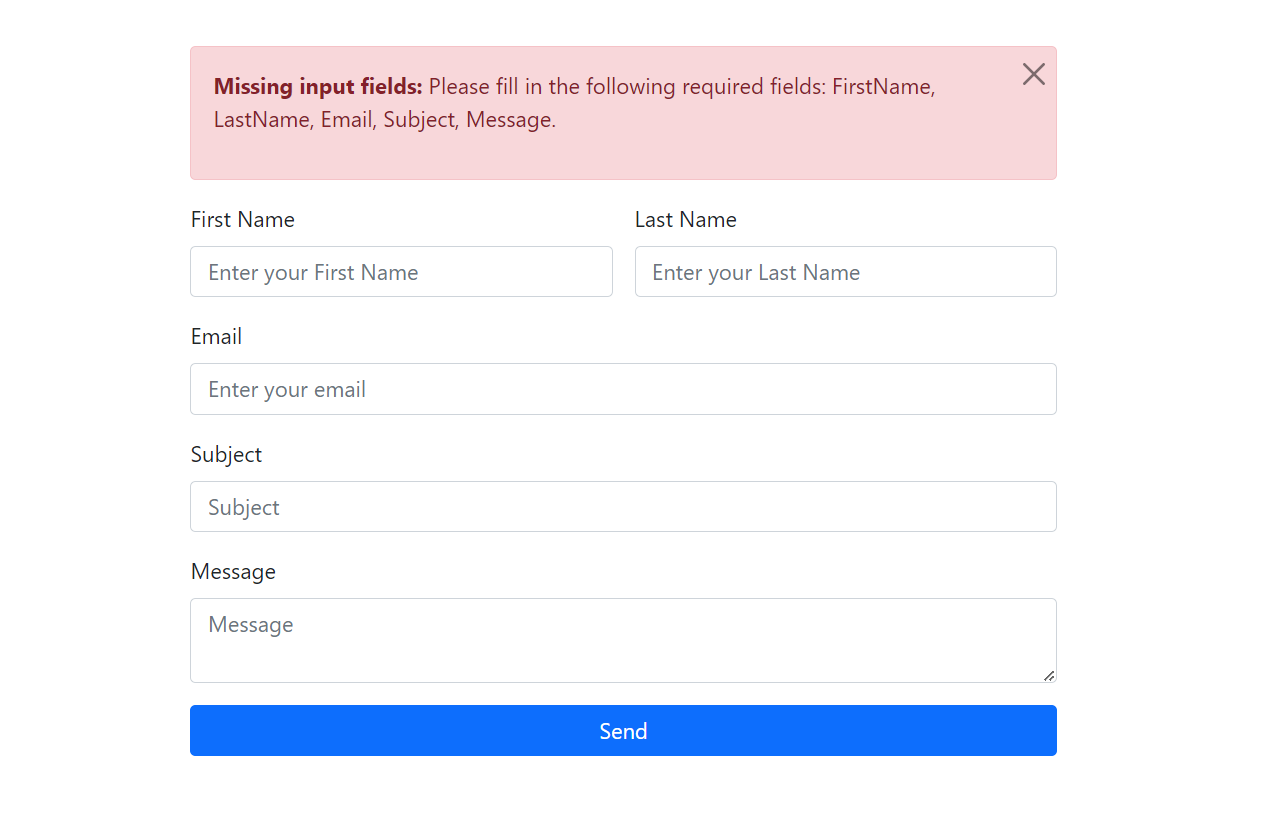 Missing input fields: Please fill in the following required fields: FirstName,
LastName, Email, Subject, Message.
First Name
Last Name
Enter your First Name
Enter your Last Name
Email
Enter your email
Subject
Subject
Message
Message
Send